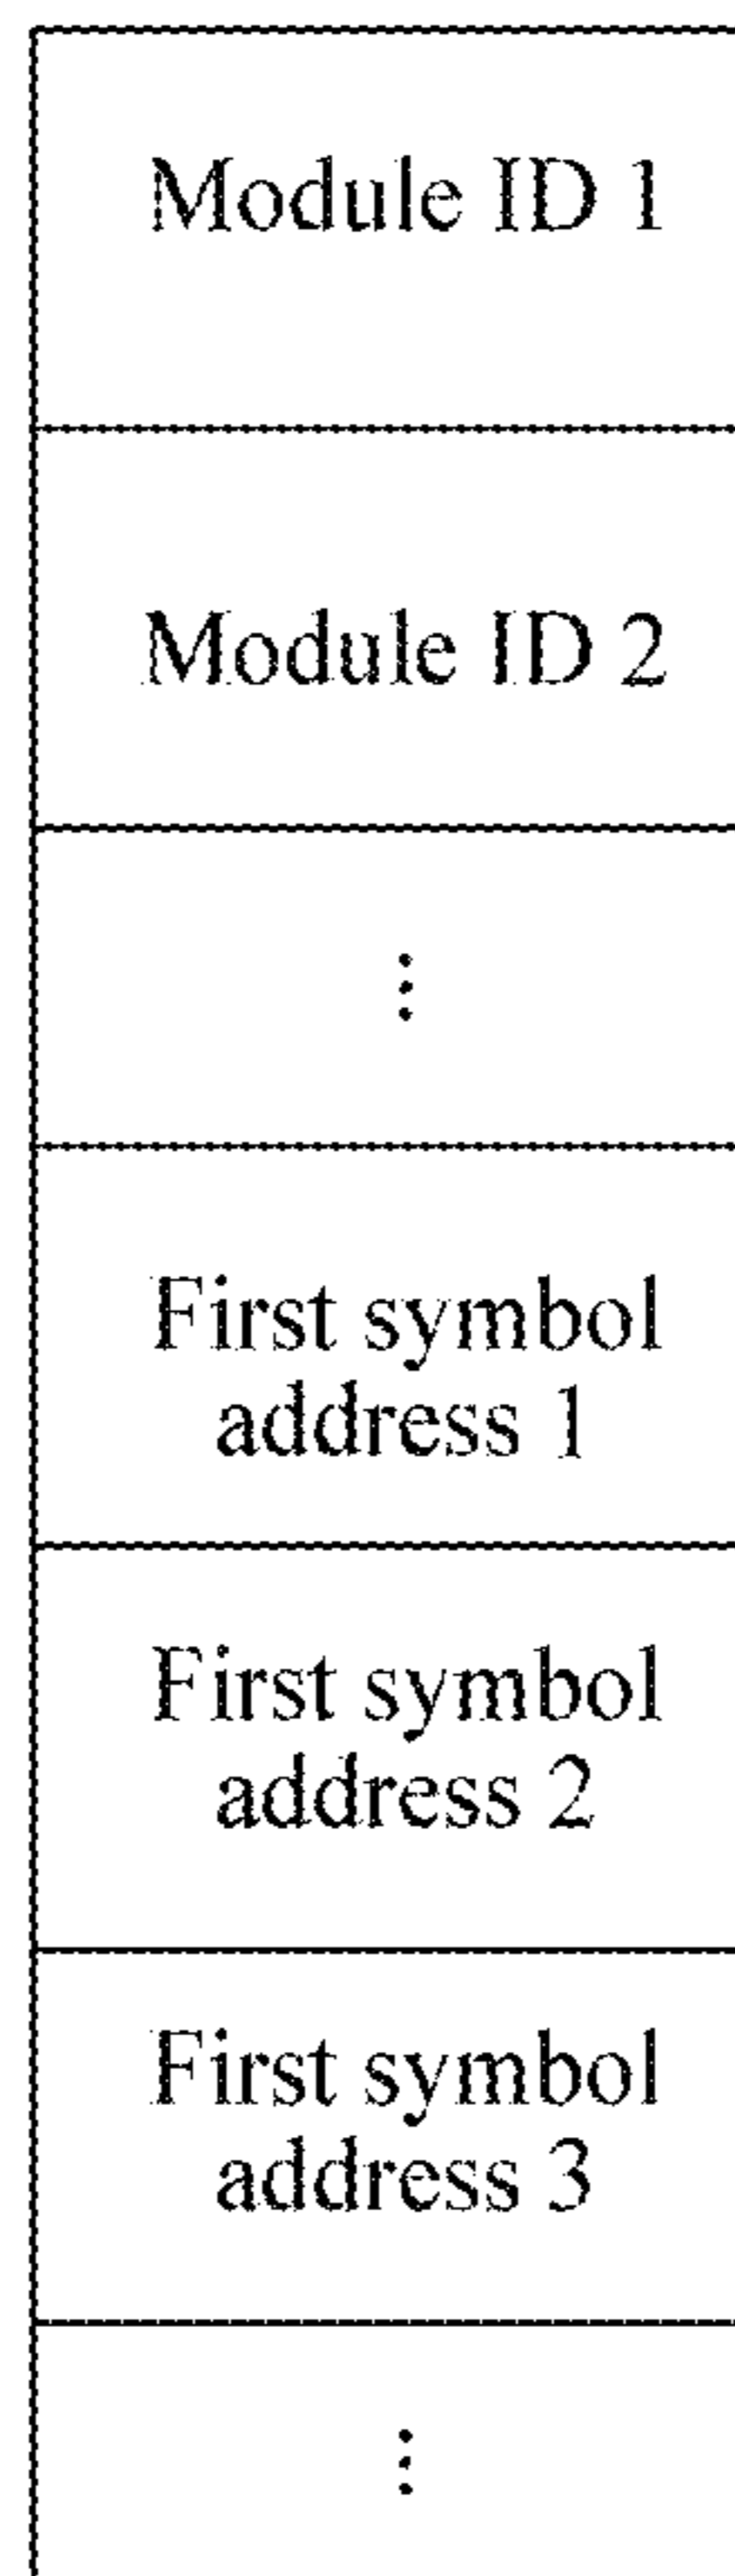 Module ID 1
Module ID 2
⋮
First symbol
address 1
First symbol
address 2
First symbol
address 3
⋮